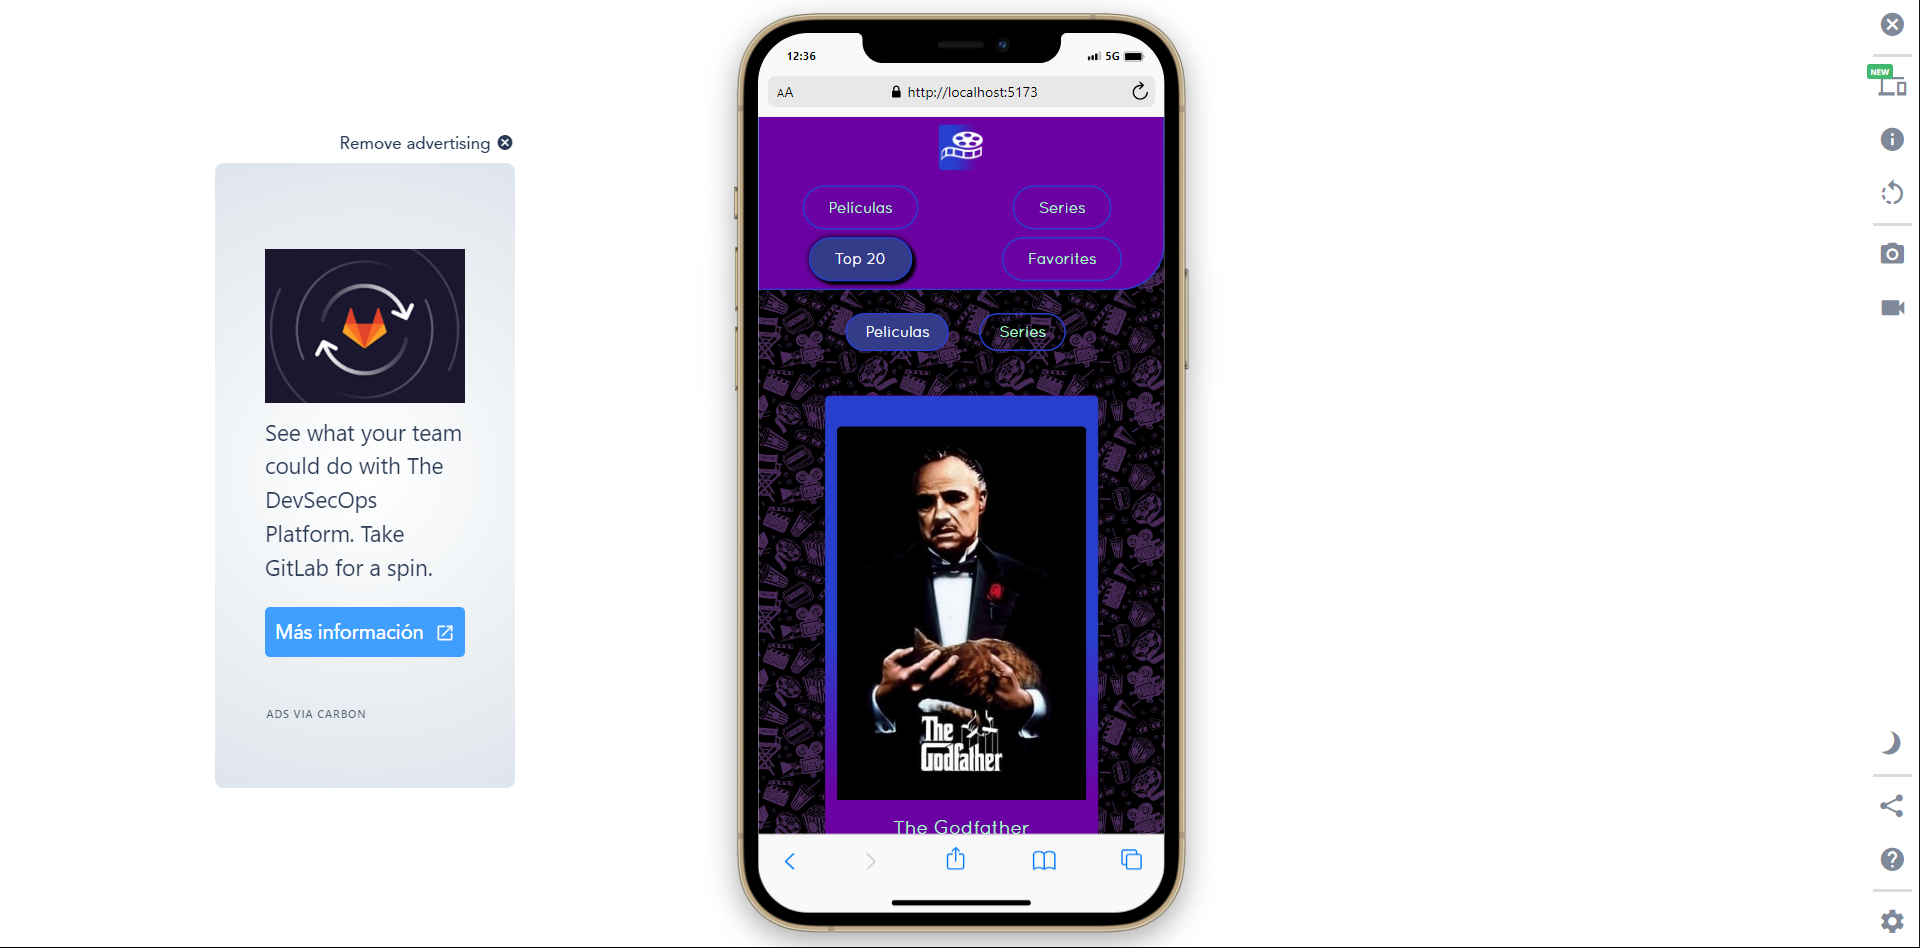 Remove advertising
See what your team
could do with The
DevSecOps
Platform. Take
GitLab for a spin.
Más información
ADS VIA CARBON
12:36
5G
AA
http://localhost:5173
Películas
Series
Top 20
Favorites
Peliculas
Series
The
Godfather
The Godfather
NEW